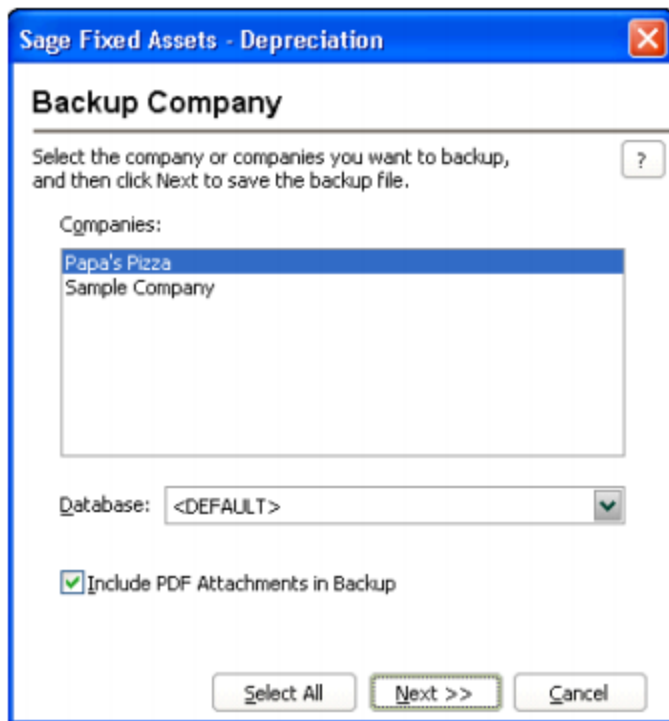 Sage Fixed Assets - Depreciation
Backup Company
Select the company or companies you want to backup,
and then click Next to save the backup file.
?
Companies:
Papa's Pizza
Sample Company
Database: <DEFAULT>
Include PDF Attachments in Backup
Select All Next >> Cancel